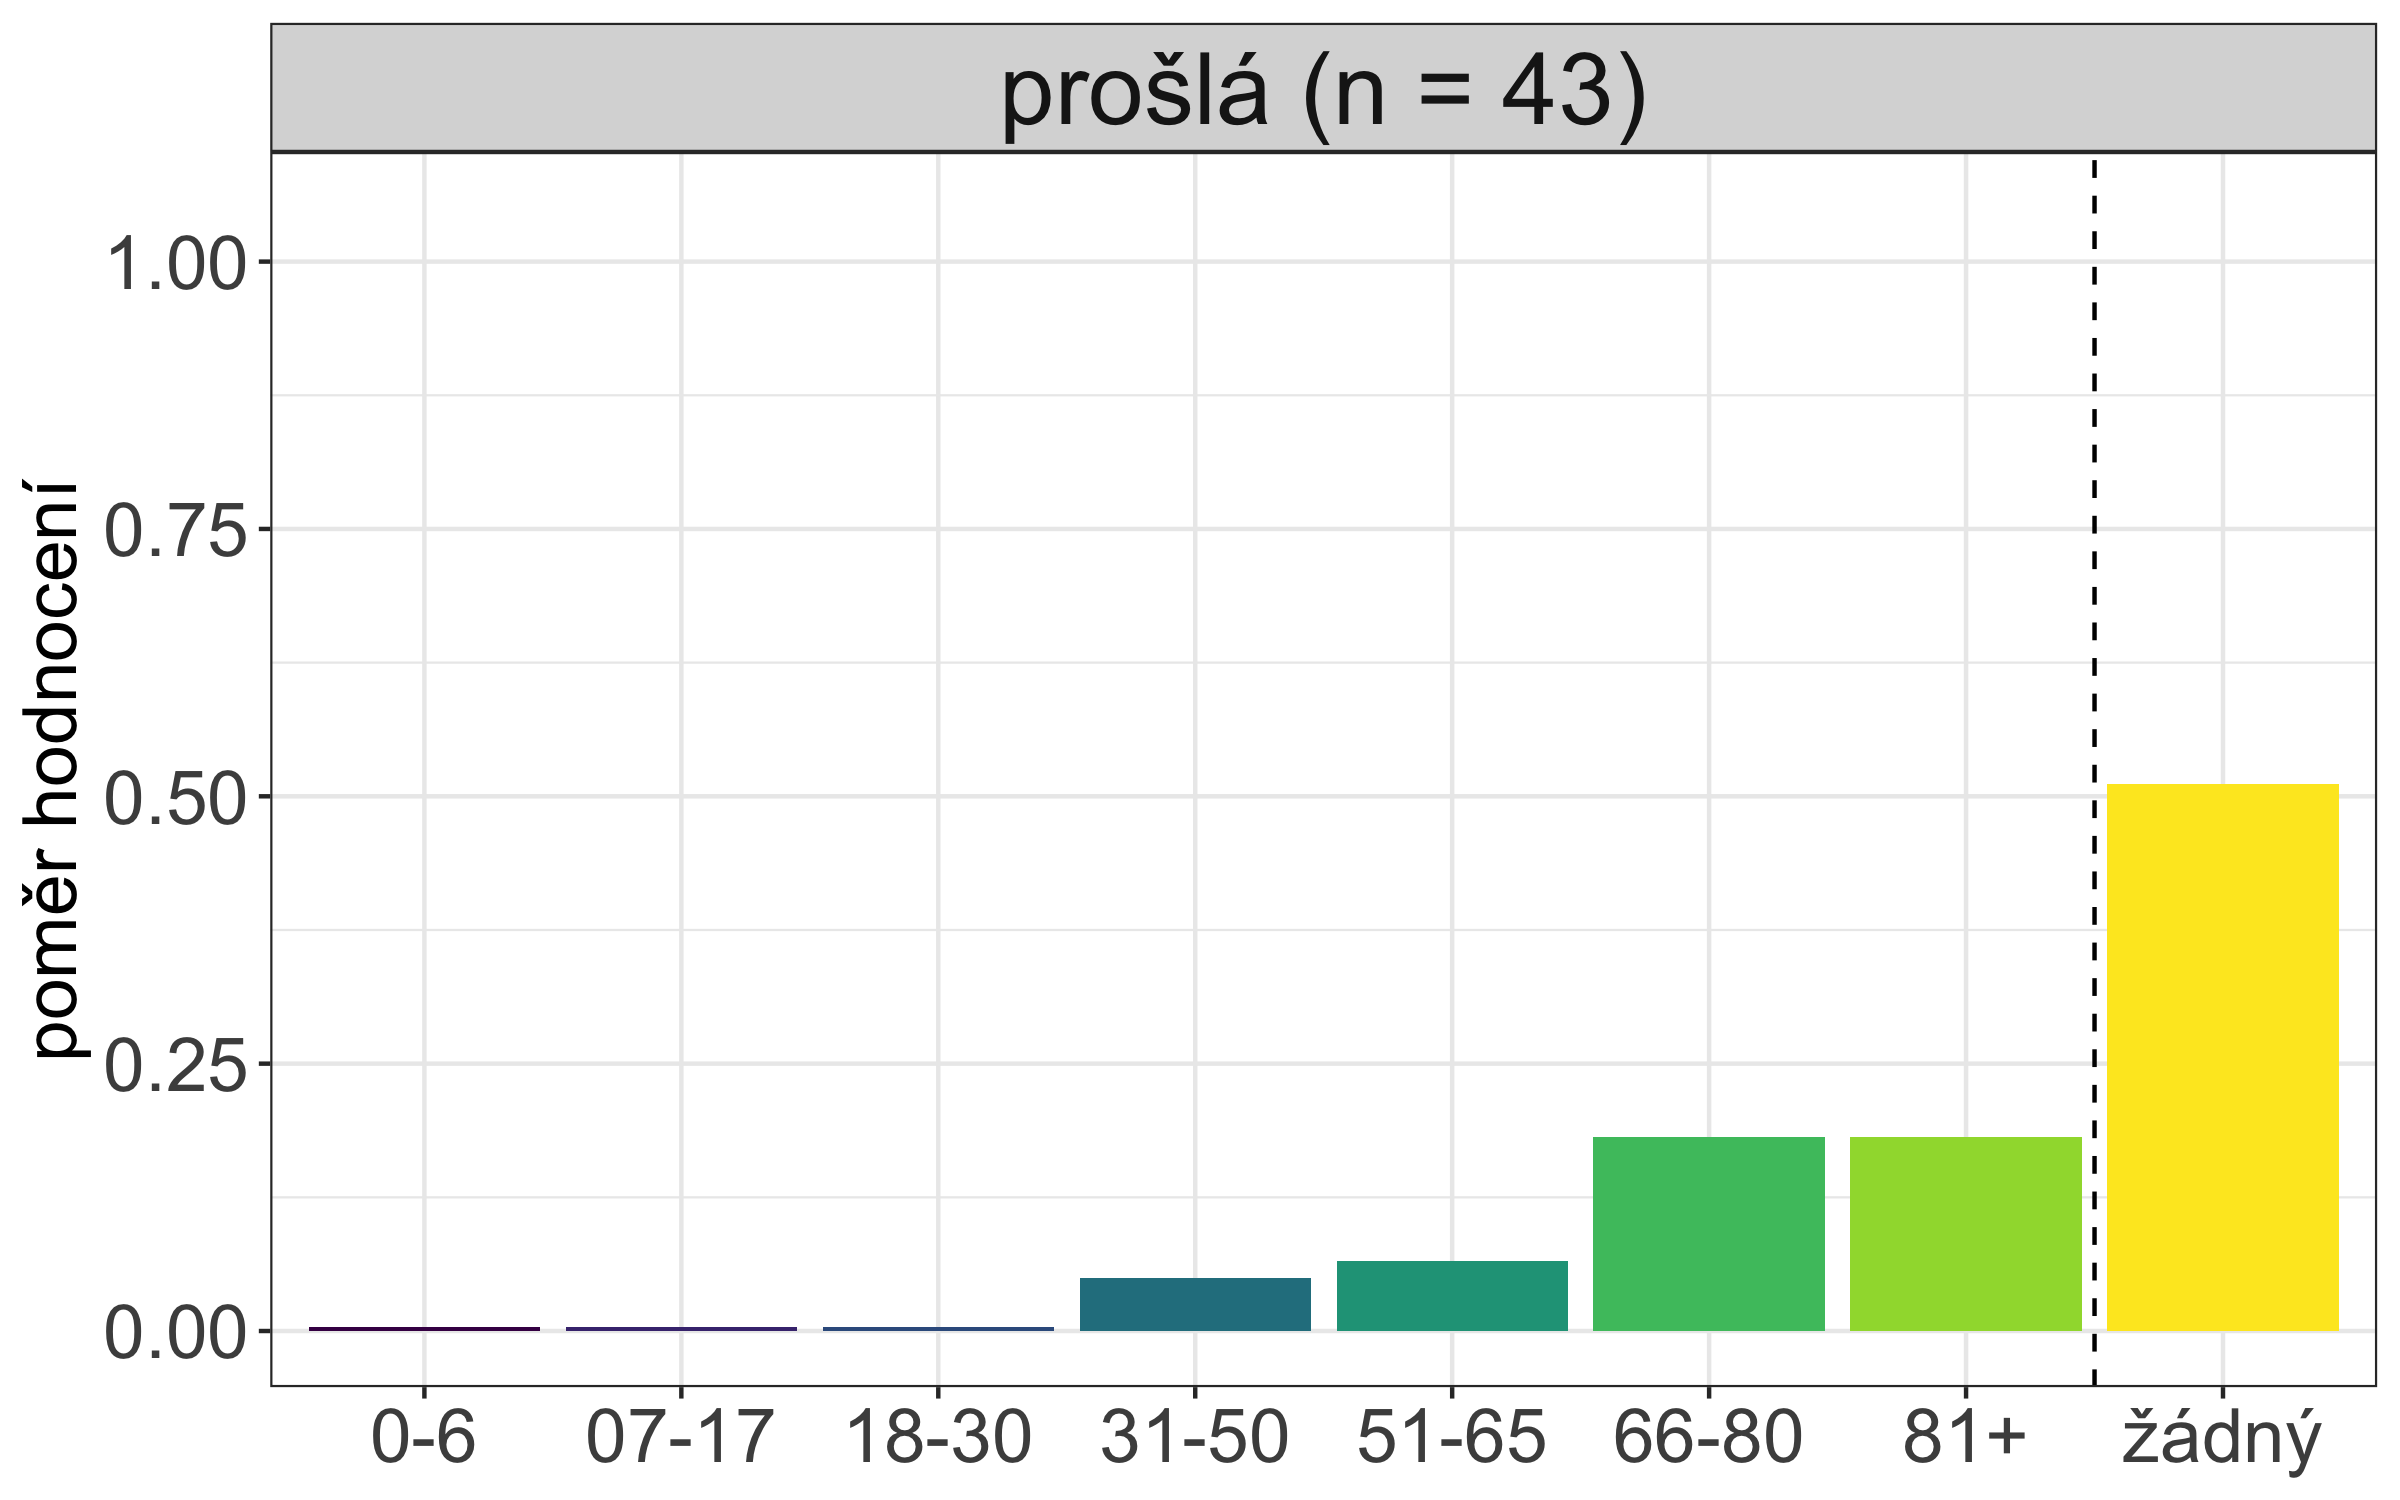 prošlá (n = 43)
poměr hodnocení
1.00
0.75
0.50
0.25
0.00
0-6 07-17 18-30 31-50 51-65 66-80 81+ žádný